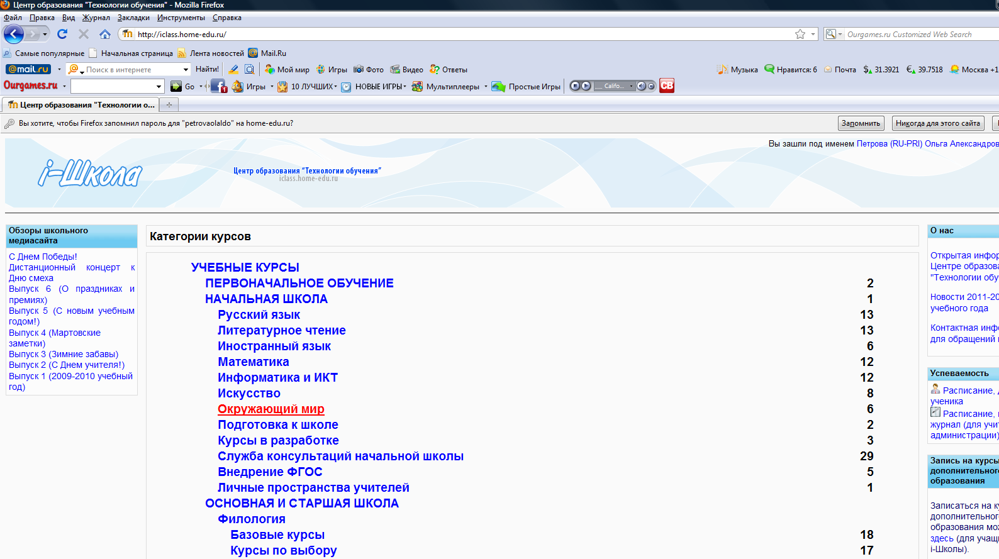 Центр образования "Технологии обучения" - Mozilla Firefox
Файл Правка Вид Журнал Закладки Инструменты Справка
http://iclass.home-edu.ru/
Ourgames.ru Customized Web Search
Самые популярные Начальная страница Лента новостей Mail.Ru
@mail.ru Поиск в интернете Найти! Мой мир Игры Фото Видео Ответы Музыка Нравится: 6 Почта $ 31.3921 € 39.7518 Москва +1
Ourgames.ru Go 1 Игры 10 ЛУЧШИХ НОВЫЕ ИГРЫ Мультиплееры Простые Игры ..... Califo... CB
Центр образования "Технологии о...
Вы хотите, чтобы Firefox запомнил пароль для "petrovaolaldo" на home-edu.ru? Запомнить Никогда для этого сайта
Вы зашли под именем Петрова (RU-PRI) Ольга Александров
i-Школа
Центр образования "Технологии обучения"
iclass.home-edu.ru
Обзоры школьного
медиасайта
С Днем Победы!
Дистанционный концерт к
Дню смеха
Выпуск 6 (О праздниках и
премиях)
Выпуск 5 (С новым учебным
годом!)
Выпуск 4 (Мартовские
заметки)
Выпуск 3 (Зимние забавы)
Выпуск 2 (С Днем учителя!)
Выпуск 1 (2009-2010 учебный
год)
Категории курсов
УЧЕБНЫЕ КУРСЫ
ПЕРВОНАЧАЛЬНОЕ ОБУЧЕНИЕ 2
НАЧАЛЬНАЯ ШКОЛА 1
Русский язык 13
Литературное чтение 13
Иностранный язык 6
Математика 12
Информатика и ИКТ 12
Искусство 8
Окружающий мир 6
Подготовка к школе 2
Курсы в разработке 3
Служба консультаций начальной школы 29
Внедрение ФГОС 5
Личные пространства учителей 1
ОСНОВНАЯ И СТАРШАЯ ШКОЛА
Филология
Базовые курсы 18
Курсы по выбору 17
О нас
Открытая инфор
Центре образова
"Технологии обу
Новости 2011-20
учебного года
Контактная инфо
для обращений
Успеваемость
Расписание,
ученика
Расписание,
журнал (для учит
администрации)
Запись на курсы
дополнительного
образования
Записаться на к
дополнительног
образования мо
здесь (для учащ
i-Школы).